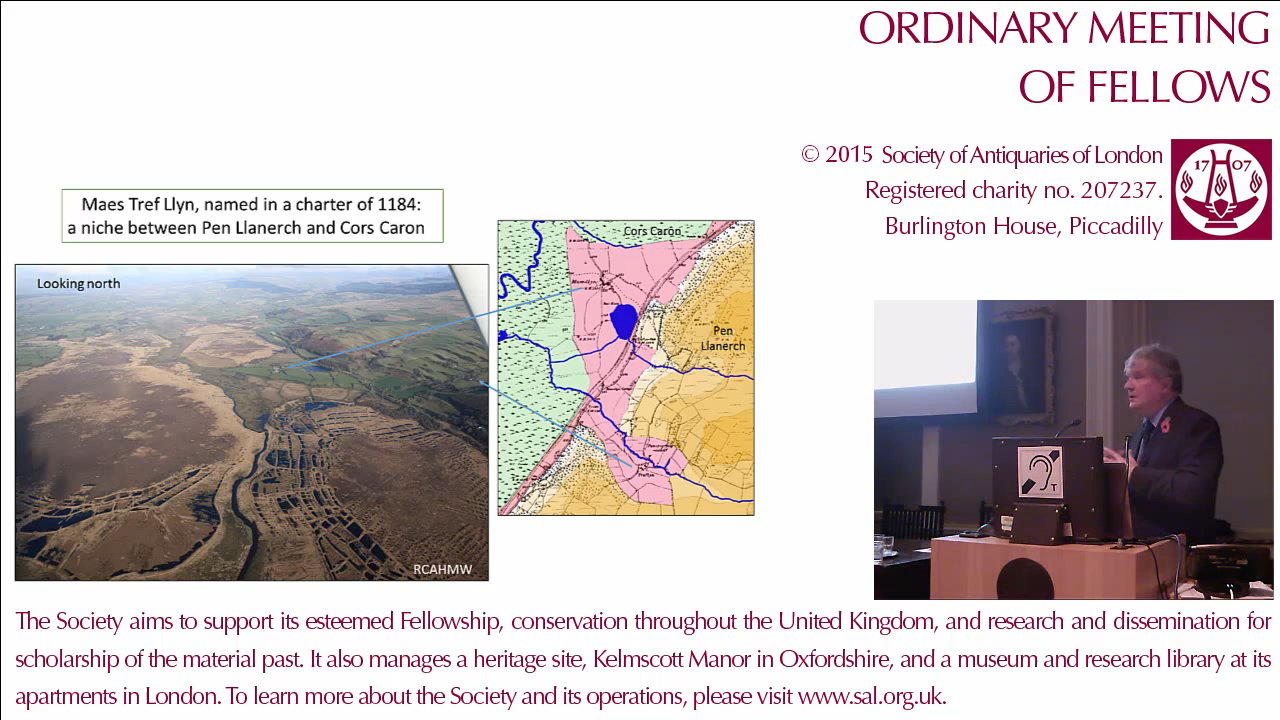 ORDINARY MEETING
OF FELLOWS
© 2015 Society of Antiquaries of London
Registered charity no. 207237.
Burlington House, Piccadilly
17 07
Maes Tref Llyn, named in a charter of 1184:
a niche between Pen Llanerch and Cors Caron
Looking north
RCAHMW
Cors Caron
Pen
Llanerch
T
The Society aims to support its esteemed Fellowship, conservation throughout the United Kingdom, and research and dissemination for
scholarship of the material past. It also manages a heritage site, Kelmscott Manor in Oxfordshire, and a museum and research library at its
apartments in London. To learn more about the Society and its operations, please visit www.sal.org.uk.